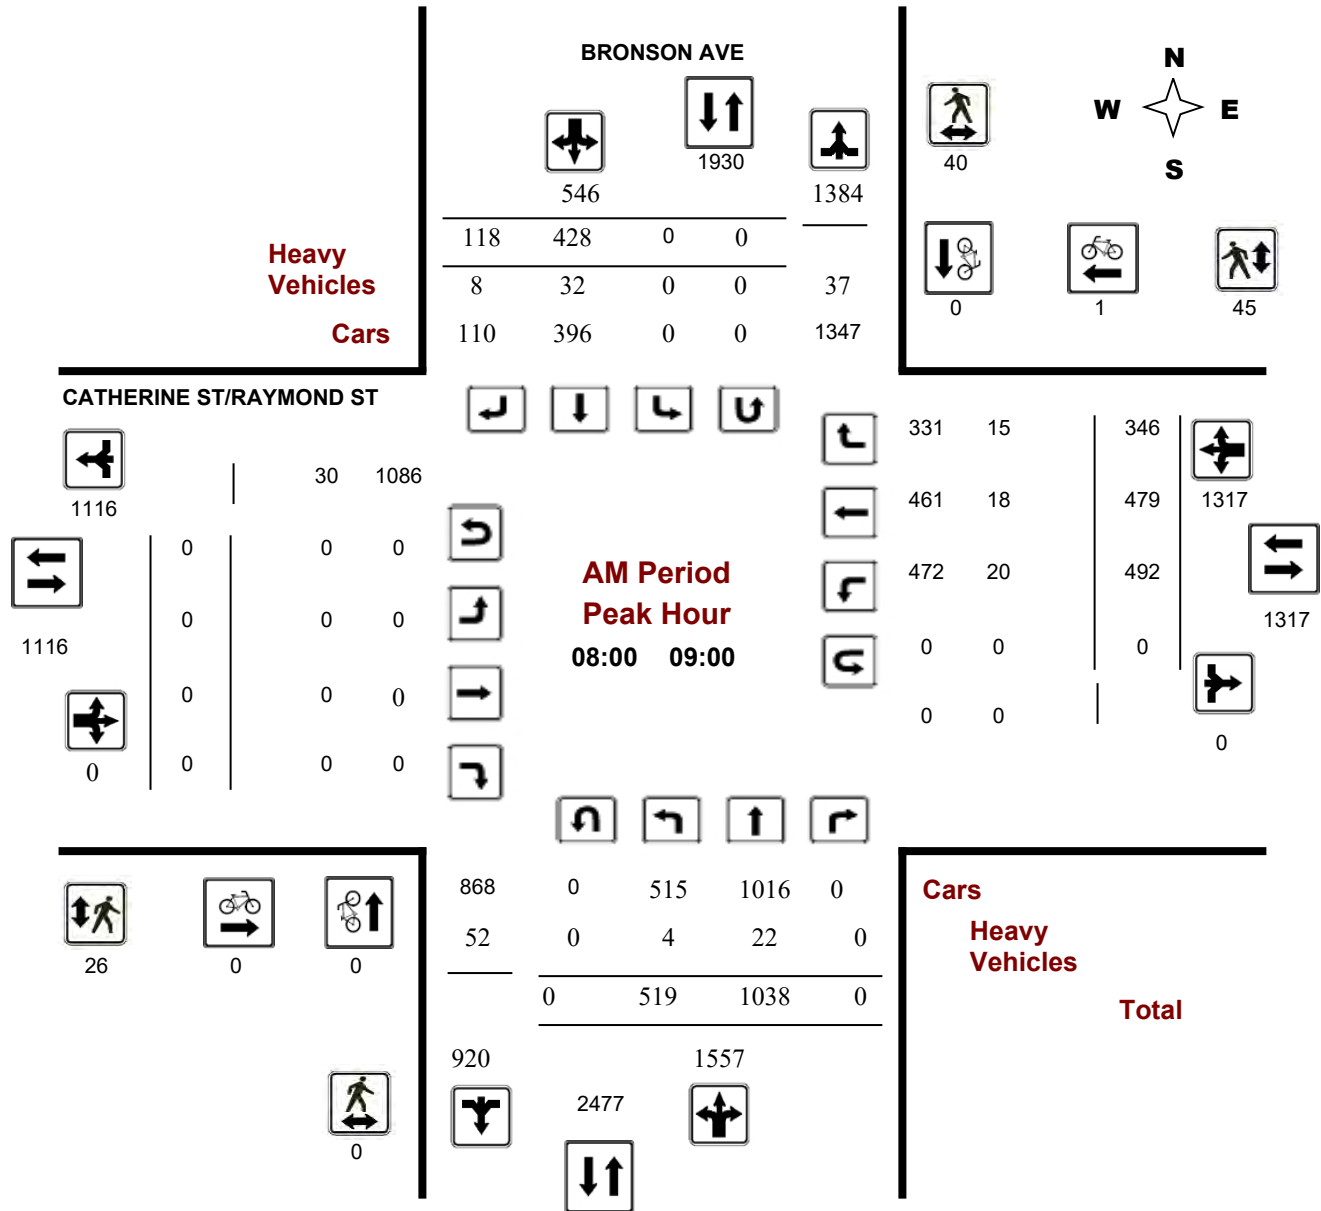 BRONSON AVE
N
W E
S
1930
40
546 1384
118 428 0 0
Heavy
Vehicles
8 32 0 0 37
0 1 45
Cars 110 396 0 0 1347
CATHERINE ST/RAYMOND ST
331 15 346
30 1086
1116
461 18 479 1317
0 0 0
AM Period
472 20 492
Peak Hour
0 0 0
1317
1116
08:00 09:00
0 0 0
0 0 0
0 0
0
0 0 0 0
868 0 515 1016 0
Cars
52 0 4 22 0
Heavy
Vehicles
26 0 0
0 519 1038 0
Total
920 1557
2477
0